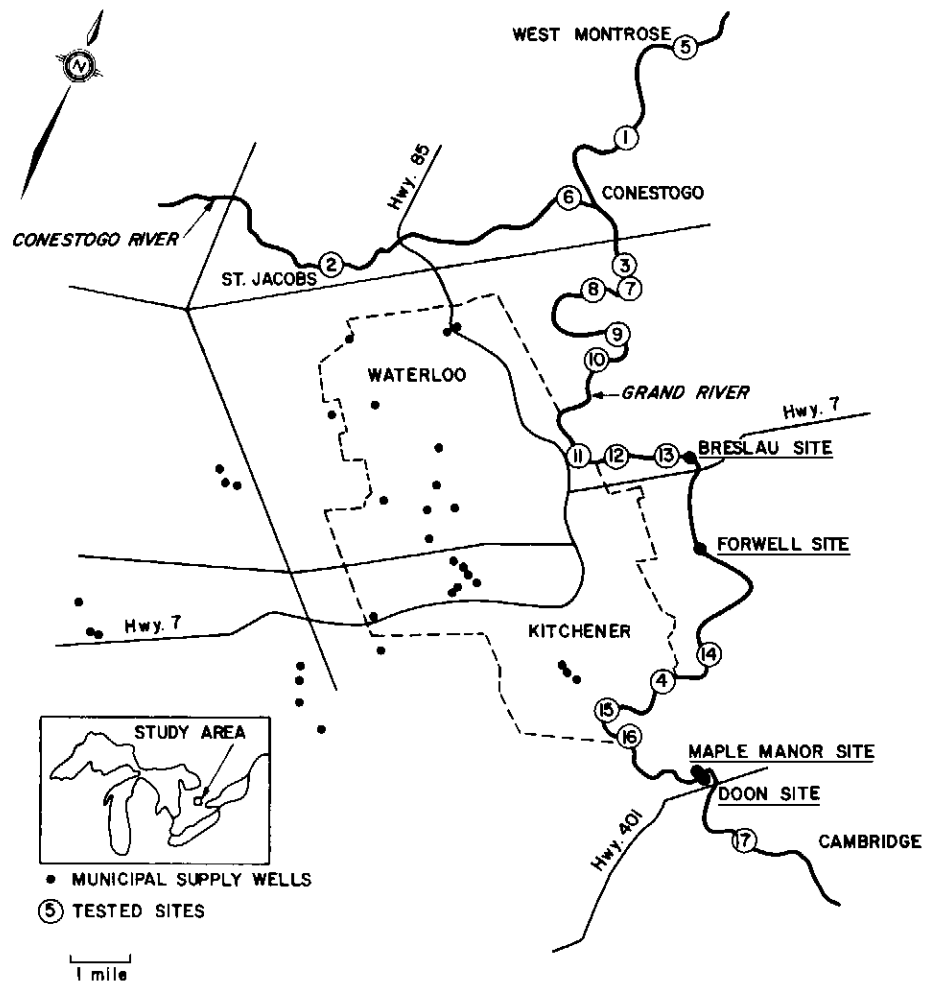 WEST MONTROSE
5
N
1
Hwy. 85
6
CONESTOGO
CONESTOGO RIVER
2
ST. JACOBS
3
8
7
9
WATERLOO
10
GRAND RIVER
Hwy. 7
11
12
13
BRESLAU SITE
FORWELL SITE
Hwy. 7
KITCHENER
14
4
15
16
STUDY AREA
MAPLE MANOR SITE
DOON SITE
Hwy. 401
17
CAMBRIDGE
MUNICIPAL SUPPLY WELLS
5 TESTED SITES
1 mile